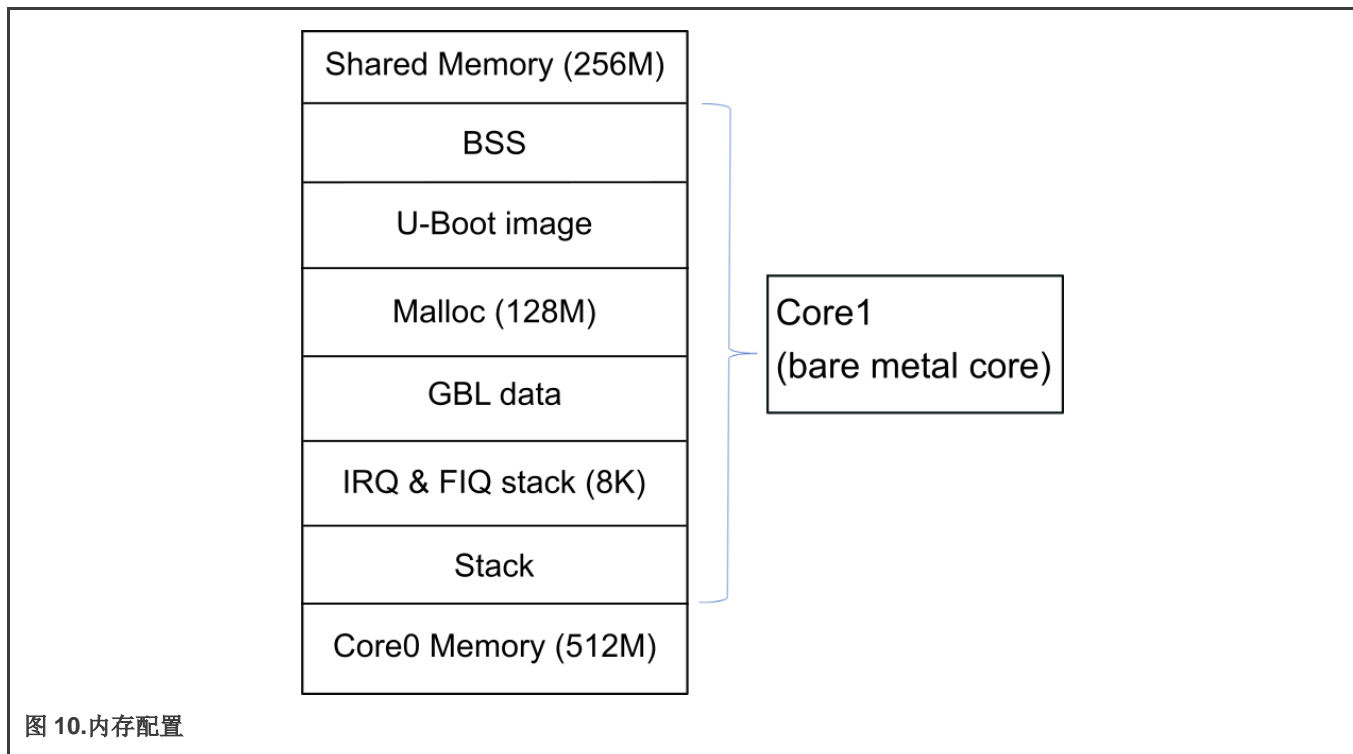 Shared Memory (256M)
BSS
U-Boot image
Malloc (128M)
GBL data
IRQ & FIQ stack (8K)
Stack
Core0 Memory (512M)
Core1
(bare metal core)
图 10.内存配置